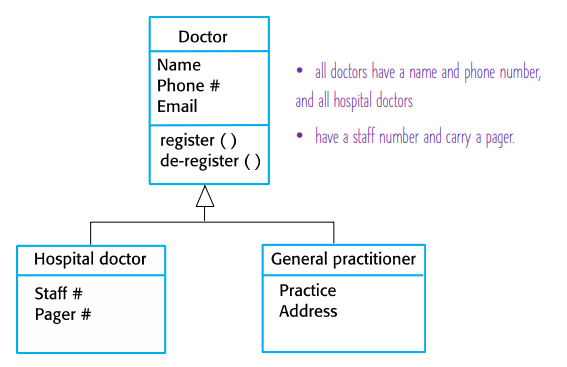 Doctor
Name
Phone #
Email
register ( )
de-register ( )
• all doctors have a name and phone number,
and all hospital doctors
• have a staff number and carry a pager.
Hospital doctor
Staff #
Pager #
General practitioner
Practice
Address